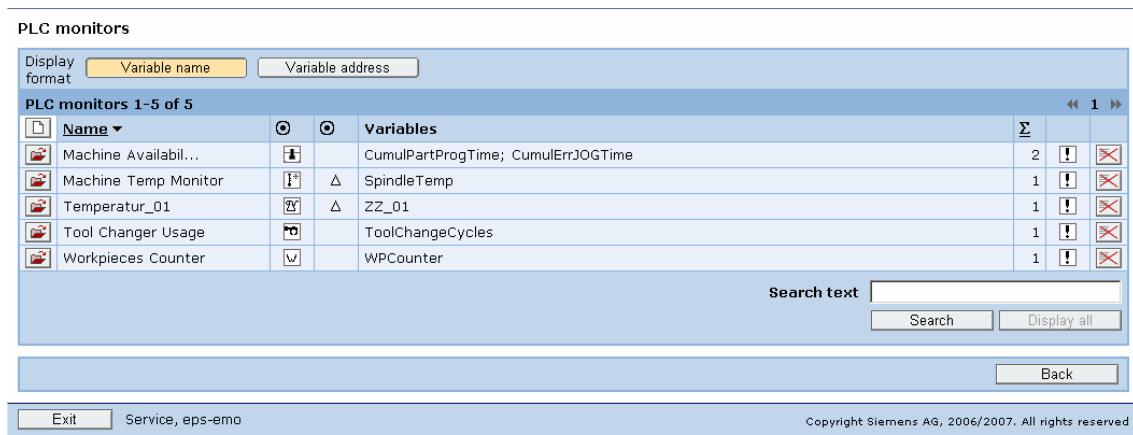 PLC monitors
Display format Variable name Variable address
PLC monitors 1-5 of 5 1
Name Variables Σ
Machine Availabil... CumulPartProgTime; CumulErrJOGTime 2
Machine Temp Monitor SpindleTemp 1
Temperatur_01 ZZ_01 1
Tool Changer Usage ToolChangeCycles 1
Workpieces Counter WPCounter 1
Search text
Search Display all
Back
Exit Service, eps-emo Copyright Siemens AG, 2006/2007. All rights reserved